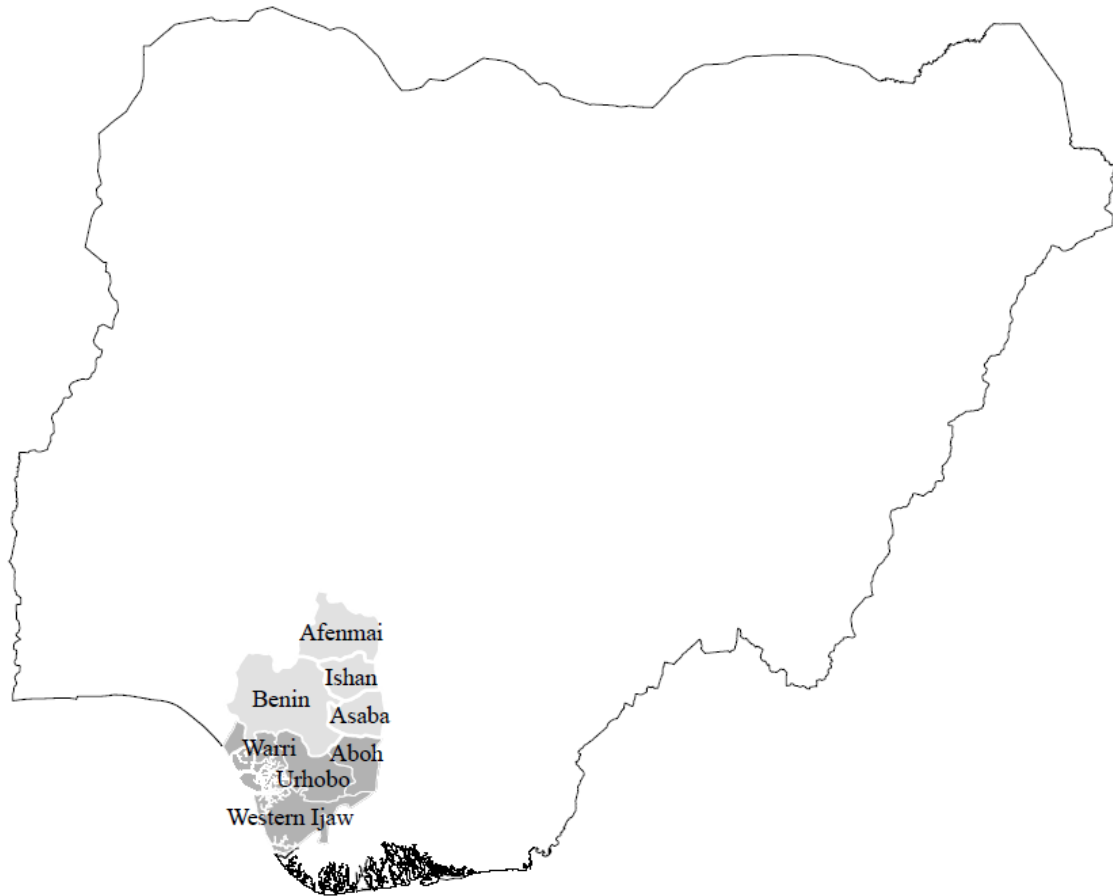 Afenmai
Ishan
Benin
Asaba
Warri
Aboh
Urhobo
Western Ijaw